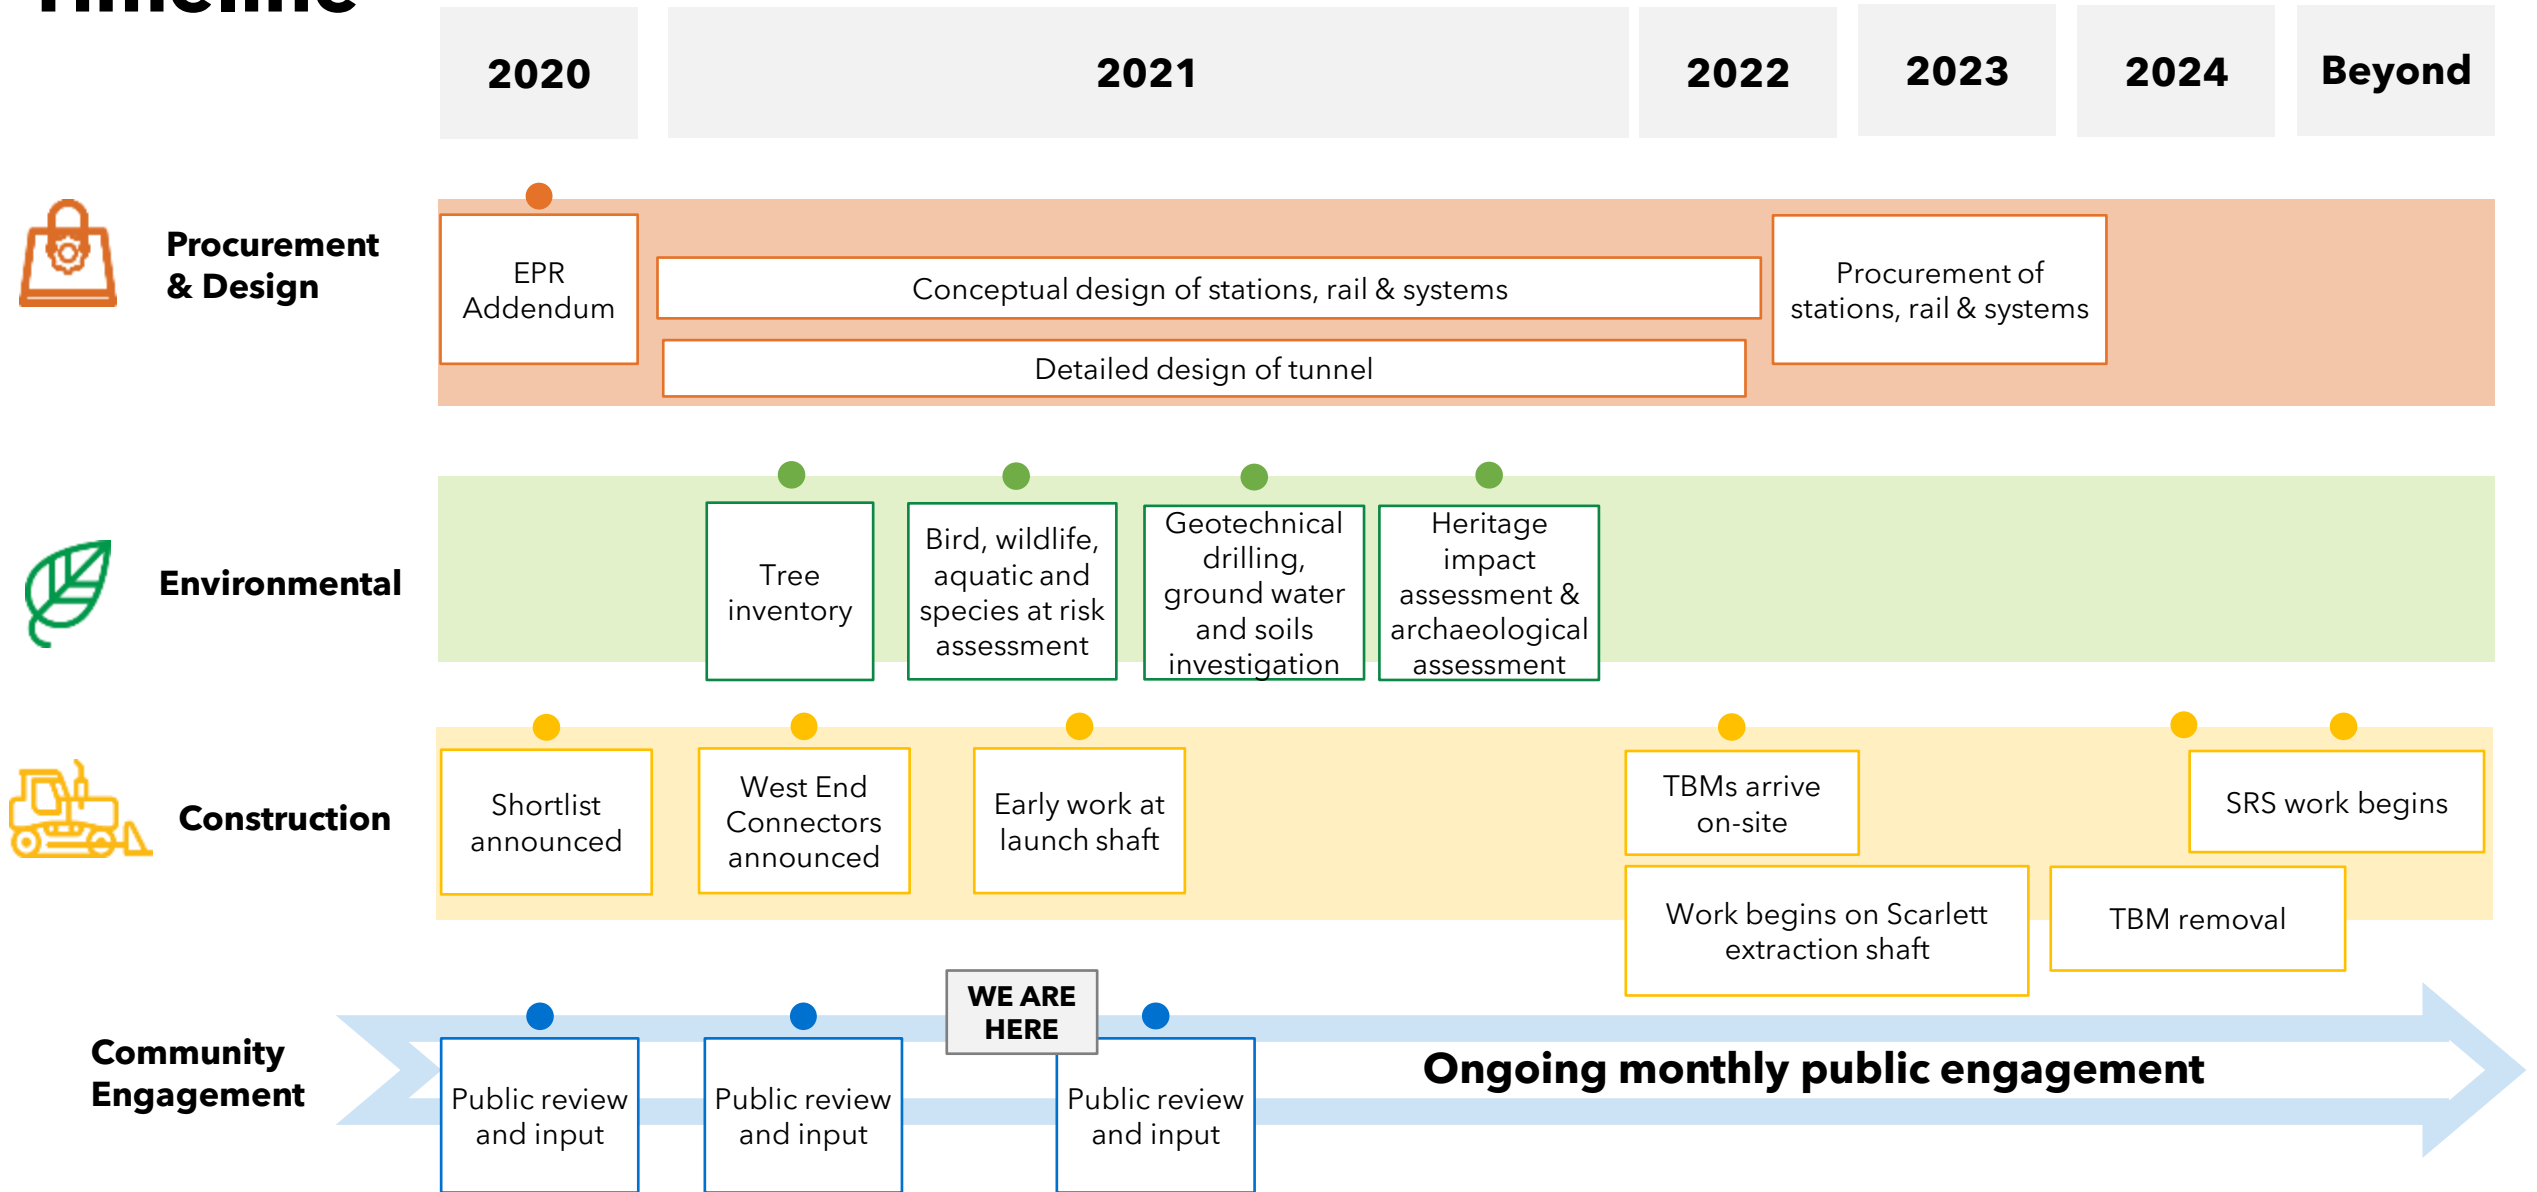 Timeline
2020
2021
2022
2023
2024
Beyond
Procurement
& Design
EPR
Addendum
Conceptual design of stations, rail & systems
Detailed design of tunnel
Procurement of
stations, rail & systems
Environmental
Tree
inventory
Bird, wildlife,
aquatic and
species at risk
assessment
Geotechnical
drilling,
ground water
and soils
investigation
Heritage
impact
assessment &
archaeological
assessment
Construction
Shortlist
announced
West End
Connectors
announced
Early work at
launch shaft
TBMs arrive
on-site
SRS work begins
Work begins on Scarlett
extraction shaft
TBM removal
WE ARE
HERE
Community
Engagement
Public review
and input
Public review
and input
Public review
and input
Ongoing monthly public engagement